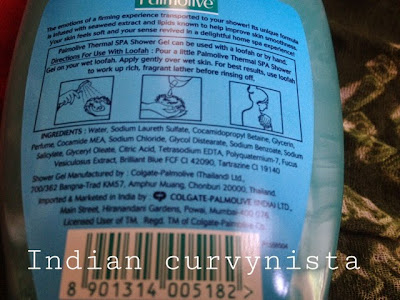 Palmolive
The emotions of a firming experience transported to your shower! Its unique formula
is infused with seaweed extract and lipids known to help improve skin smoothness.
Your skin feels soft and your sense revived in a delightful home spa experience!
Palmolive Thermal SPA Shower Gel can be used with a loofah or by hand.
Directions For Use With Loofah : Pour a little Palmolive Thermal SPA Shower
Gel on your wet loofah. Apply gently over wet skin. For best results, use loofah
to work up rich, fragrant lather before rinsing off.
INGREDIENTS : Water, Sodium Laureth Sulfate, Cocamidopropyl Betaine, Glycerin,
Perfume, Cocamide MEA, Sodium Chloride, Glycol Distearate, Sodium Benzoate, Sodium
Salicylate, Glyceryl Oleate, Citric Acid, Tetrasodium EDTA, Polyquaternium-7, Fucus
Vesiculosus Extract, Brilliant Blue FCF CI 42090, Tartrazine CI 19140
Shower Gel Manufactured by : Colgate-Palmolive (Thailand) Ltd.,
700/362 Bangna-Trad KM57, Amphur Muang, Chonburi 20000, Thailand.
Imported & Marketed in India by COLGATE-PALMOLIVE (INDIA) LTD.,
Main Street, Hiranandani Gardens, Powai, Mumbai-400 076.
Licensed User of TM. Regd. TM of Colgate-Palmolive Co.
Indian curvynista
8 901314 005182 >